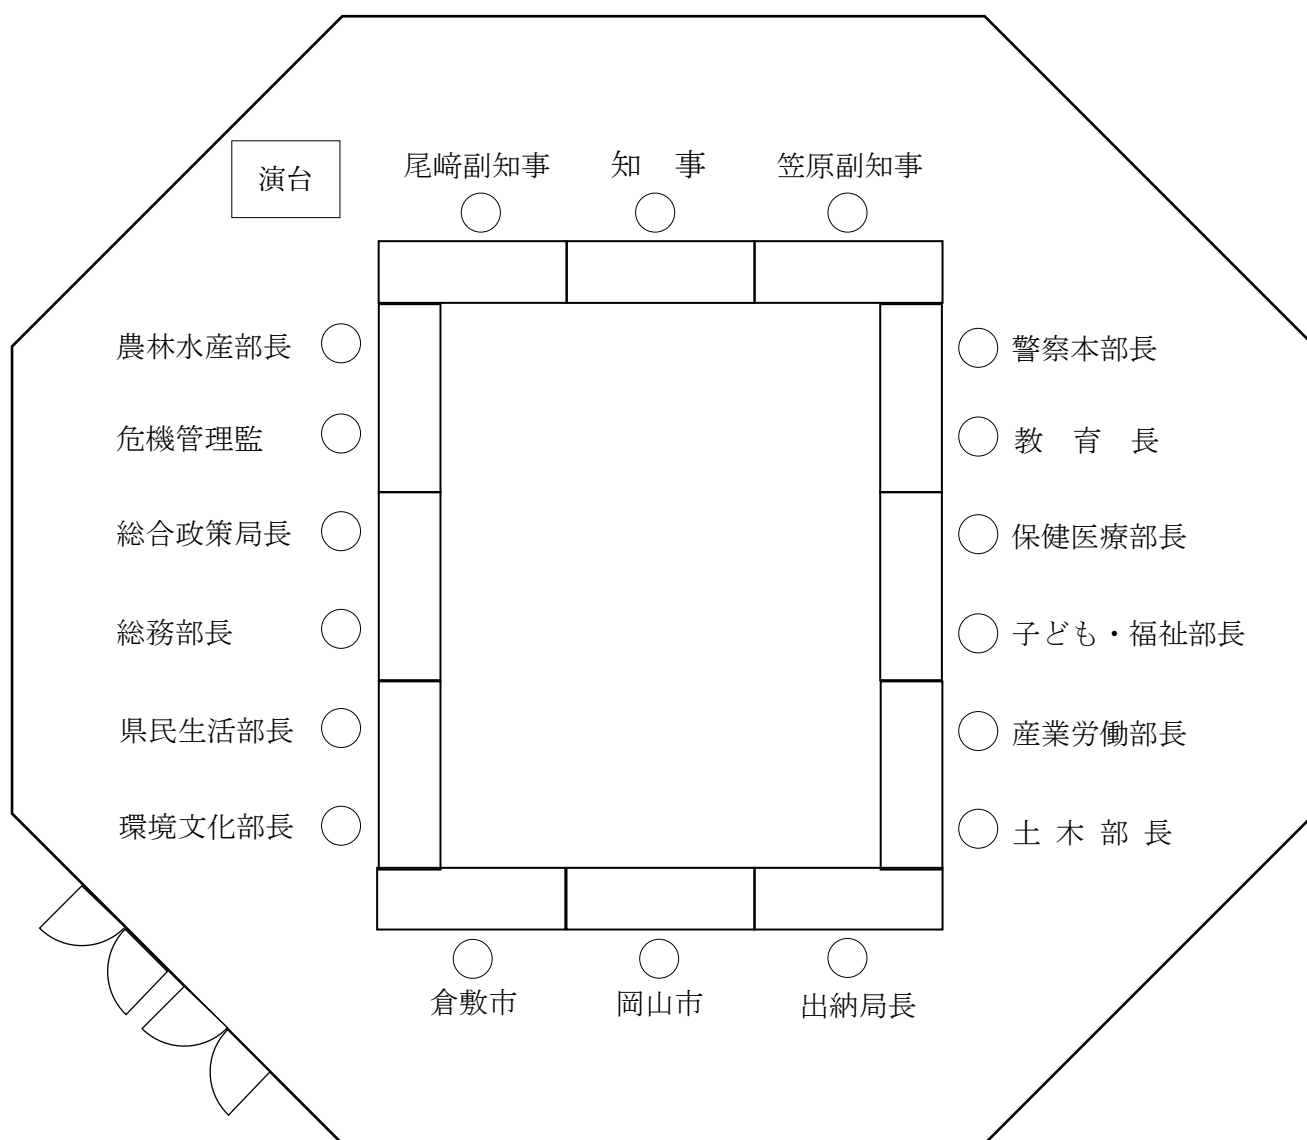 尾﨑副知事
知　事
笠原副知事
演台
農林水産部長
警察本部長
危機管理監
教　育　長
総合政策局長
保健医療部長
総務部長
子ども・福祉部長
県民生活部長
産業労働部長
環境文化部長
土 木 部 長
倉敷市
岡山市
出納局長